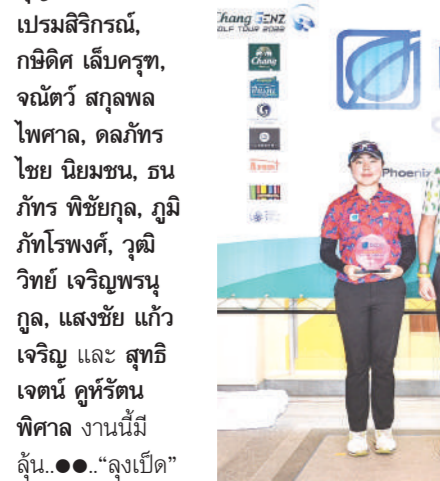 เปรมสิริกรณ์,
กษิดิศ เล็บครุฑ,
จณัตว์ สกุลพล
ไพศาล, ดลภัทร
ไชย นิยมชน, ธน
ภัทร พิชัยกุล, ภูมิ
ภัทโรพงศ์, วุฒิ
วิทย์ เจริญพรนุ
กูล, แสงชัย แก้ว
เจริญ และ สุทธิ
เจตน์ คูห์รัตน
พิศาล งานนี้มี
ลุ้น..●●..“ลุงเป็ด”
Chang GENZ
GOLF TOUR 2022
Chang
Phoenix